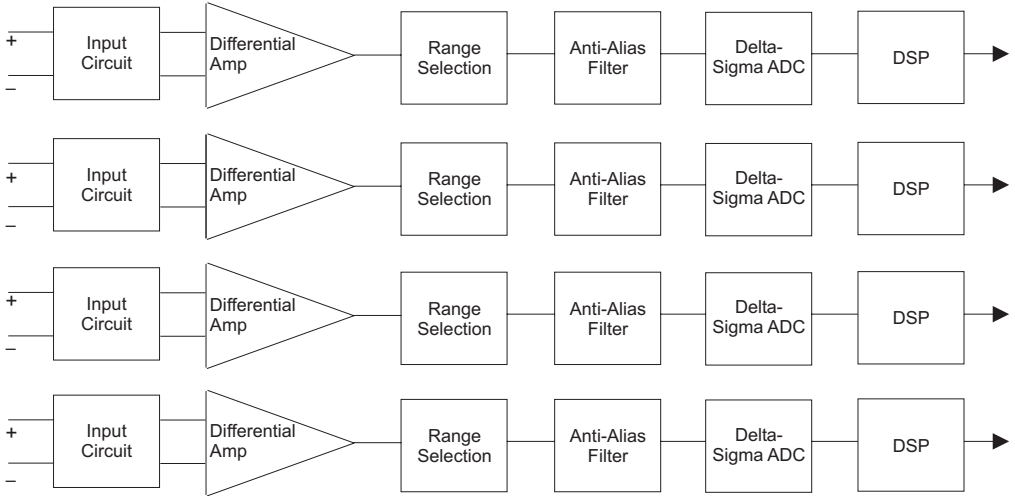 +
Input
Circuit
Differential
Amp
Range
Selection
Anti-Alias
Filter
Delta-
Sigma ADC
DSP
–
+
Input
Circuit
Differential
Amp
Range
Selection
Anti-Alias
Filter
Delta-
Sigma ADC
DSP
–
+
Input
Circuit
Differential
Amp
Range
Selection
Anti-Alias
Filter
Delta-
Sigma ADC
DSP
–
+
Input
Circuit
Differential
Amp
Range
Selection
Anti-Alias
Filter
Delta-
Sigma ADC
DSP
–